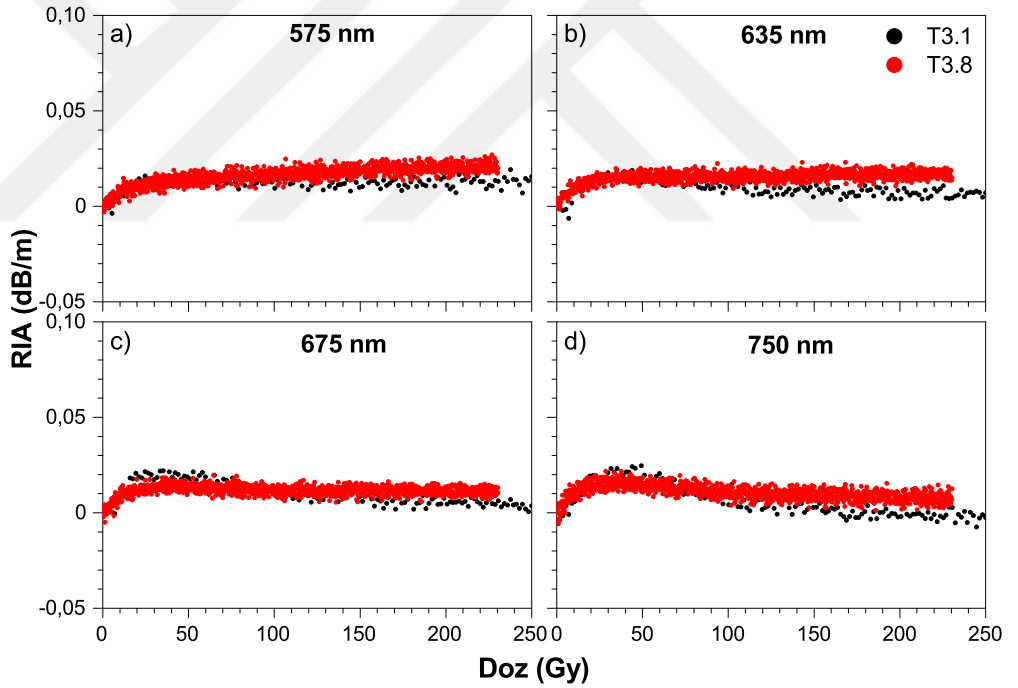 0,10
a)
575 nm
b)
635 nm
T3.1
T3.8
0,05
0
-0,05
RIA (dB/m)
0,10
c)
675 nm
d)
750 nm
0,05
0
-0,05
0 50 100 150 200 250 0 50 100 150 200 250
Doz (Gy)